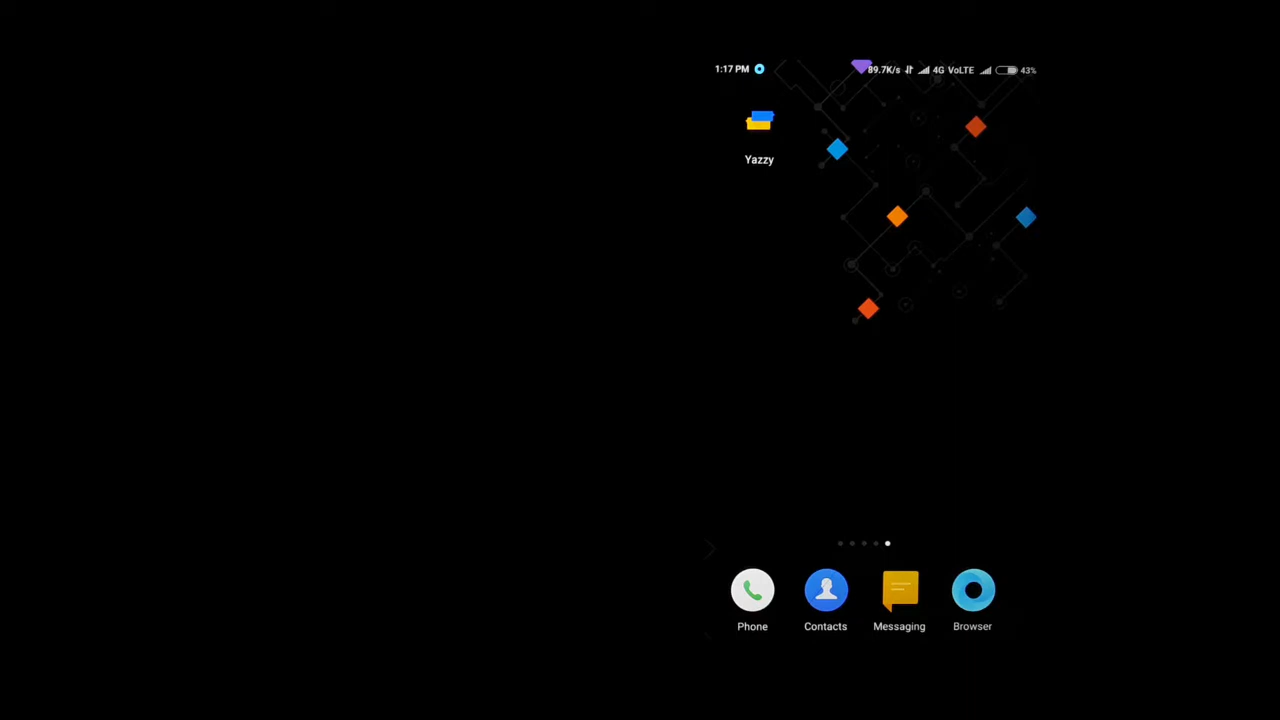 1:17 PM 89.7K/s 4G VoLTE 43%
Yazzy
Phone Contacts Messaging Browser